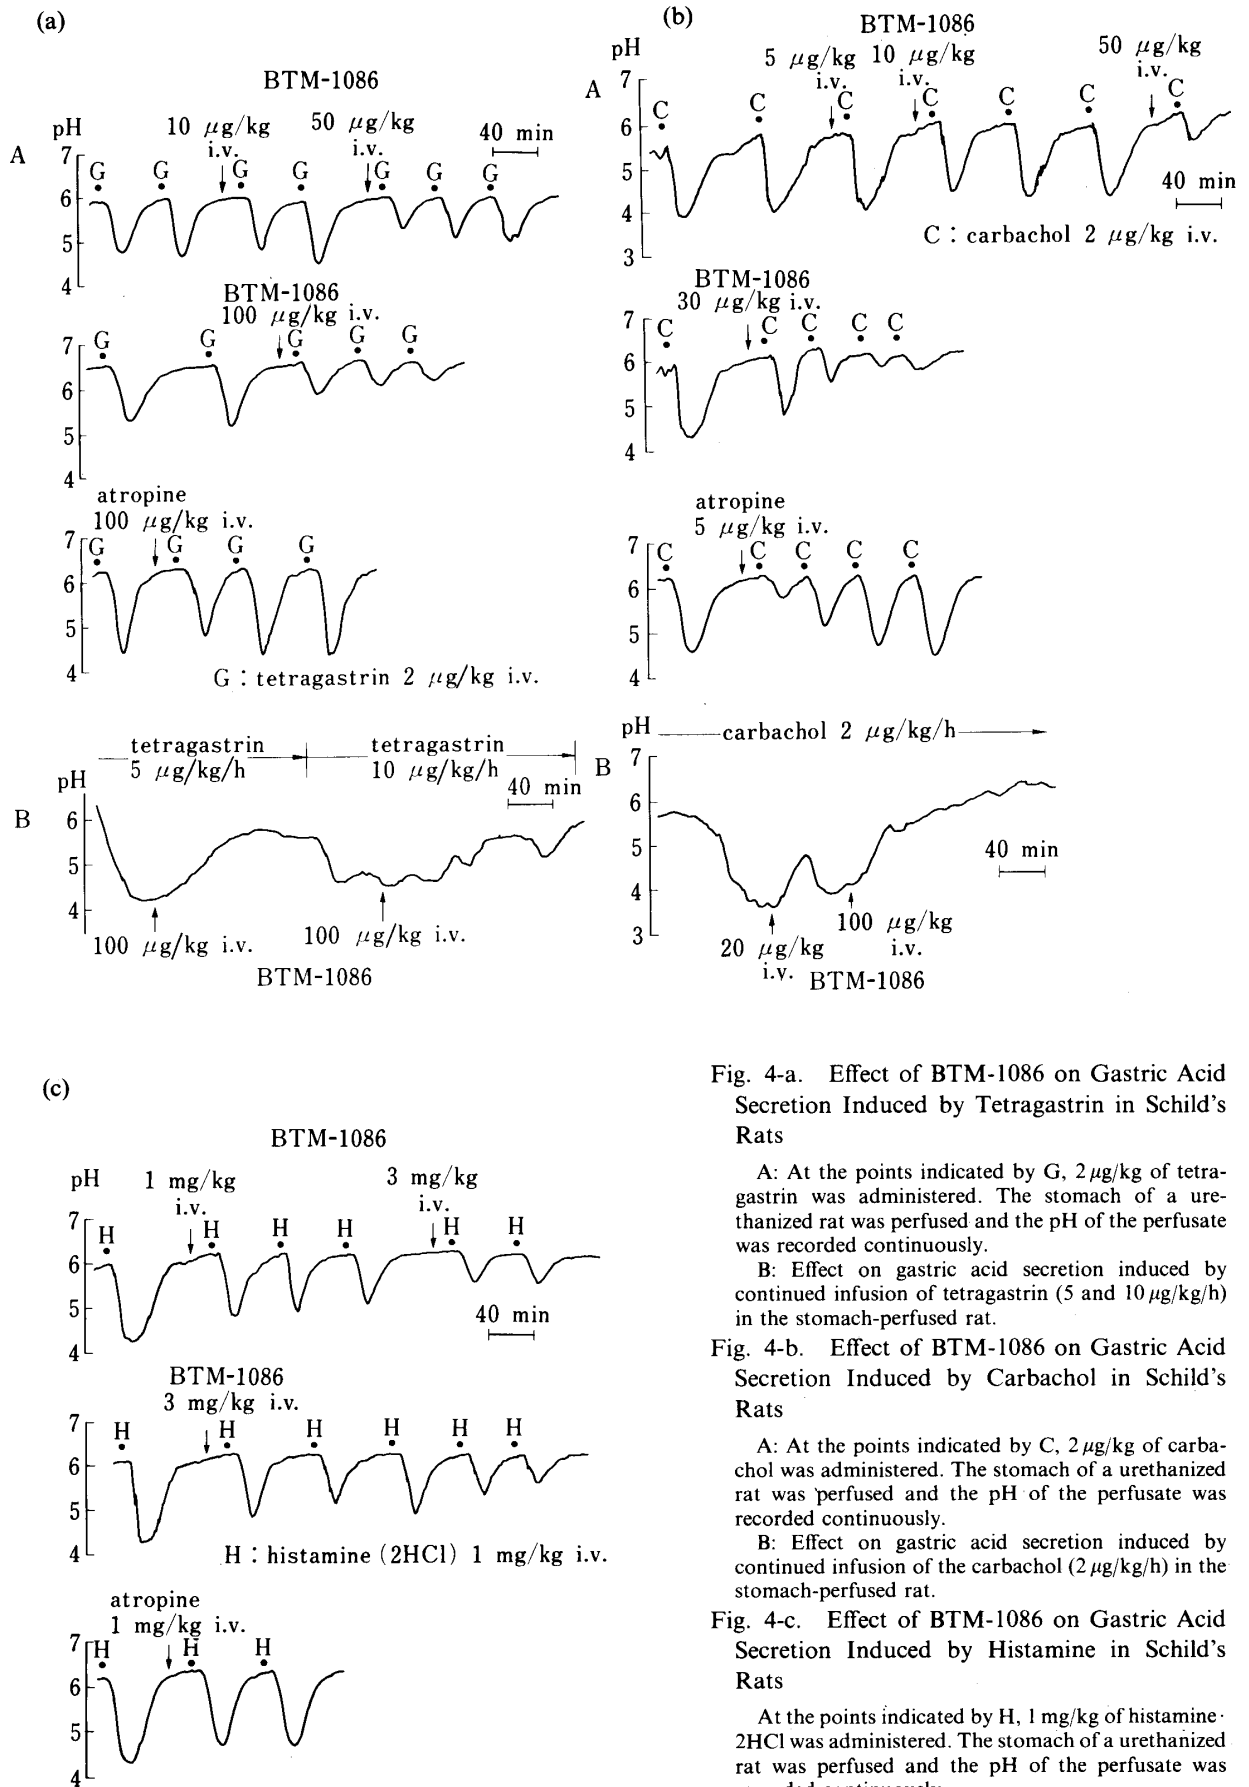 (a)
BTM-1086
10 μg/kg
i.v.
50 μg/kg
i.v.
40 min
pH
A
7
6
5
4
G G G G G G G
BTM-1086
100 μg/kg i.v.
7
6
5
4
G G G G G
atropine
100 μg/kg i.v.
7
6
5
4
G G G G
G : tetragastrin 2 μg/kg i.v.
tetragastrin
5 μg/kg/h
tetragastrin
10 μg/kg/h
40 min
pH
B
6
5
4
100 μg/kg i.v.
100 μg/kg i.v.
BTM-1086
(b)
BTM-1086
5 μg/kg
i.v.
10 μg/kg
i.v.
50 μg/kg
i.v.
pH
A
7
6
5
4
3
C C C C C C C
40 min
C : carbachol 2 μg/kg i.v.
BTM-1086
30 μg/kg i.v.
7
6
5
4
C C C C C
atropine
5 μg/kg i.v.
7
6
5
4
C C C C C
pH
carbachol 2 μg/kg/h
B
7
6
5
4
3
40 min
20 μg/kg
i.v.
100 μg/kg
i.v.
BTM-1086
(c)
BTM-1086
pH
1 mg/kg
i.v.
3 mg/kg
i.v.
7
6
5
4
H H H H H H
40 min
BTM-1086
3 mg/kg i.v.
7
6
5
4
H H H H H H
H : histamine (2HCl) 1 mg/kg i.v.
atropine
1 mg/kg i.v.
7
6
5
4
H H H
Fig. 4-a. Effect of BTM-1086 on Gastric Acid
Secretion Induced by Tetragastrin in Schild's
Rats
A: At the points indicated by G, 2 μg/kg of tetra-
gastrin was administered. The stomach of a ure-
thanized rat was perfused and the pH of the perfusate
was recorded continuously.
B: Effect on gastric acid secretion induced by
continued infusion of tetragastrin (5 and 10 μg/kg/h)
in the stomach-perfused rat.
Fig. 4-b. Effect of BTM-1086 on Gastric Acid
Secretion Induced by Carbachol in Schild's
Rats
A: At the points indicated by C, 2 μg/kg of carba-
chol was administered. The stomach of a urethanized
rat was perfused and the pH of the perfusate was
recorded continuously.
B: Effect on gastric acid secretion induced by
continued infusion of the carbachol (2 μg/kg/h) in the
stomach-perfused rat.
Fig. 4-c. Effect of BTM-1086 on Gastric Acid
Secretion Induced by Histamine in Schild's
Rats
At the points indicated by H, 1 mg/kg of histamine·
2HCl was administered. The stomach of a urethanized
rat was perfused and the pH of the perfusate was